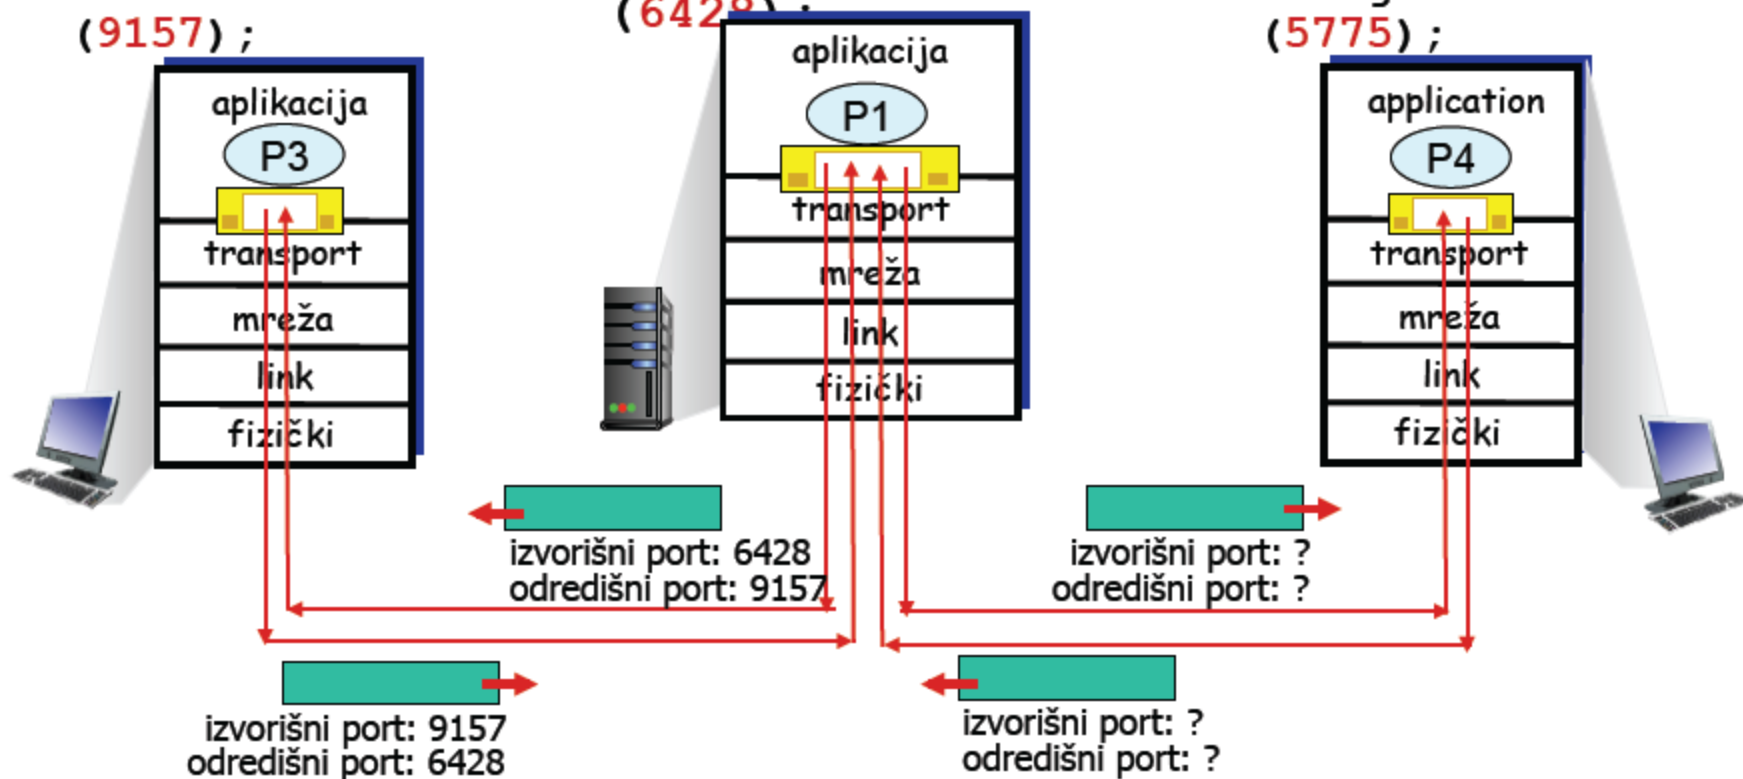 (9157);
(6428);
(5775);
aplikacija
P3
transport
mreža
link
fizički
aplikacija
P1
transport
mreža
link
fizički
application
P4
transport
mreža
link
fizički
izvorišni port: 6428
odredišni port: 9157
izvorišni port: ?
odredišni port: ?
izvorišni port: 9157
odredišni port: 6428
izvorišni port: ?
odredišni port: ?